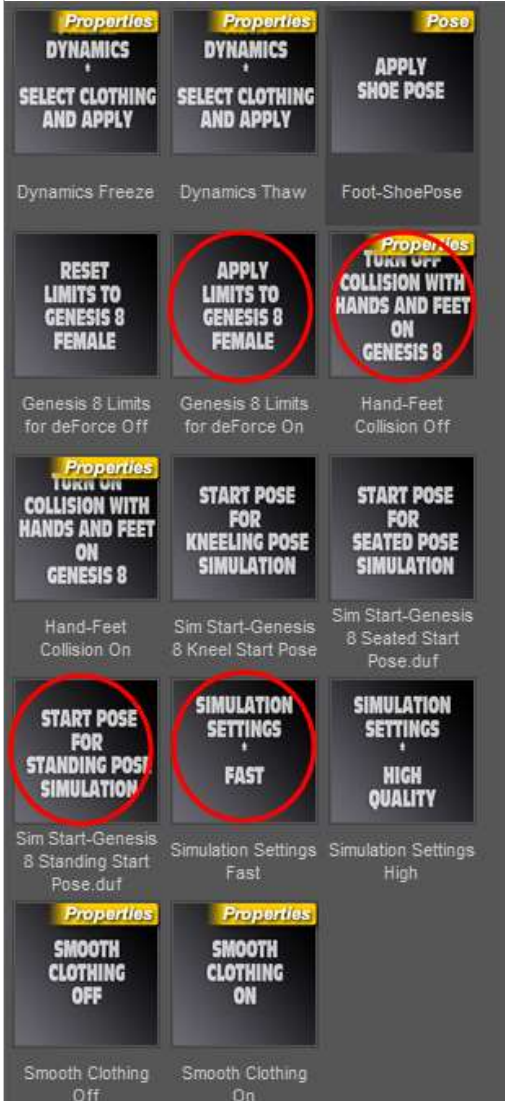 Properties
DYNAMICS
*
SELECT CLOTHING
AND APPLY
Dynamics Freeze
Properties
DYNAMICS
*
SELECT CLOTHING
AND APPLY
Dynamics Thaw
Pose
APPLY
SHOE POSE
Foot-ShoePose
RESET
LIMITS TO
GENESIS 8
FEMALE
Genesis 8 Limits
for deForce Off
APPLY
LIMITS TO
GENESIS 8
FEMALE
Genesis 8 Limits
for deForce On
Properties
TURN OFF
COLLISION WITH
HANDS AND FEET
ON
GENESIS 8
Hand-Feet
Collision Off
Properties
TURN ON
COLLISION WITH
HANDS AND FEET
ON
GENESIS 8
Hand-Feet
Collision On
START POSE
FOR
KNEELING POSE
SIMULATION
Sim Start-Genesis
8 Kneel Start Pose
START POSE
FOR
SEATED POSE
SIMULATION
Sim Start-Genesis
8 Seated Start
Pose.duf
START POSE
FOR
STANDING POSE
SIMULATION
Sim Start-Genesis
8 Standing Start
Pose.duf
SIMULATION
SETTINGS
*
FAST
Simulation Settings
Fast
SIMULATION
SETTINGS
*
HIGH
QUALITY
Simulation Settings
High
Properties
SMOOTH
CLOTHING
OFF
Smooth Clothing
Off
Properties
SMOOTH
CLOTHING
ON
Smooth Clothing
On